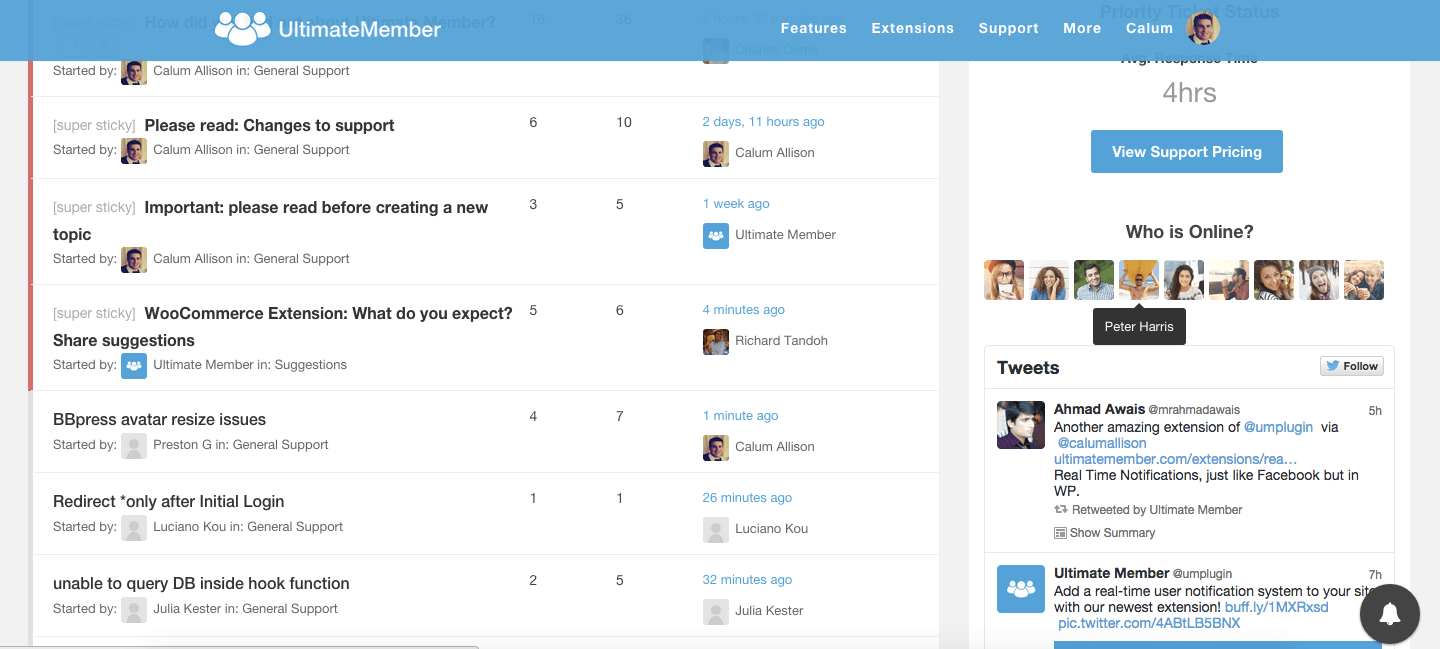 [super sticky] How did you find out about Ultimate Member?
16
36
UltimateMember
Features
Extensions
Support
More
Calum
Charles Como
Started by: Calum Allison in: General Support
[super sticky] Please read: Changes to support
6
10
2 days, 11 hours ago
Started by: Calum Allison in: General Support
Calum Allison
[super sticky] Important: please read before creating a new
topic
3
5
1 week ago
Started by: Calum Allison in: General Support
Ultimate Member
[super sticky] WooCommerce Extension: What do you expect?
Share suggestions
5
6
4 minutes ago
Started by: Ultimate Member in: Suggestions
Richard Tandoh
BBpress avatar resize issues
4
7
1 minute ago
Started by: Preston G in: General Support
Calum Allison
Redirect *only after Initial Login
1
1
26 minutes ago
Started by: Luciano Kou in: General Support
Luciano Kou
unable to query DB inside hook function
2
5
32 minutes ago
Started by: Julia Kester in: General Support
Julia Kester
Priority Ticket Status
Avg. Response Time
4hrs
View Support Pricing
Who is Online?
Peter Harris
Tweets
Follow
Ahmad Awais @mrahmadawais
5h
Another amazing extension of @umplugin via
@calumallison
ultimatemember.com/extensions/rea…
Real Time Notifications, just like Facebook but in
WP.
Retweeted by Ultimate Member
Show Summary
Ultimate Member @umplugin
7h
Add a real-time user notification system to your site
with our newest extension! buff.ly/1MXRxsd
pic.twitter.com/4ABtLB5BNX